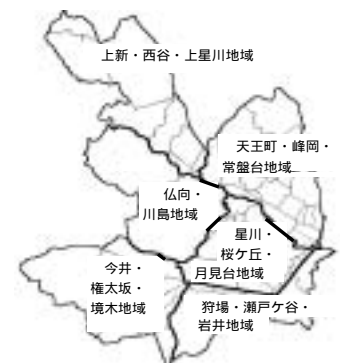 上新・西谷・上星川地域
天王町・峰岡・
常盤台地域
仏向・
川島地域
星川・
桜ケ丘・
月見台地域
今井・
権太坂・
境木地域
狩場・瀬戸ケ谷・
岩井地域